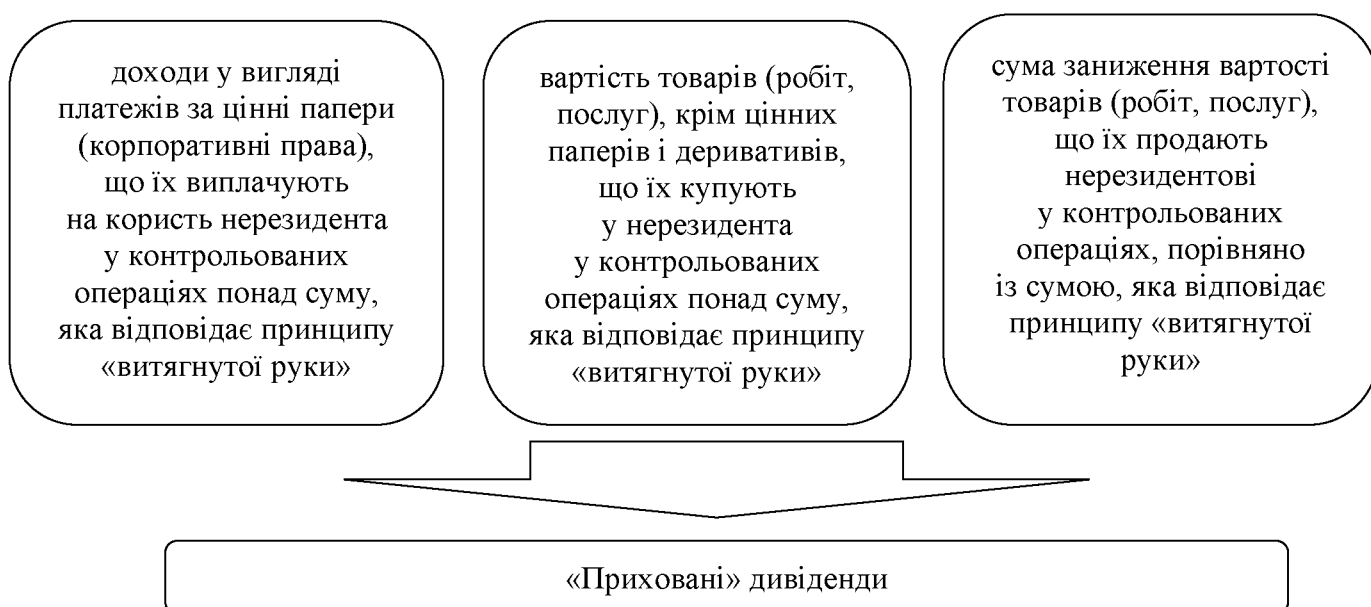 доходи у вигляді
платежів за цінні папери
(корпоративні права),
що їх виплачують
на користь нерезидента
у контрольованих
операціях понад суму,
яка відповідає принципу
«витягнутої руки»
вартість товарів (робіт,
послуг), крім цінних
паперів і деривативів,
що їх купують
у нерезидента
у контрольованих
операціях понад суму,
яка відповідає принципу
«витягнутої руки»
сума заниження вартості
товарів (робіт, послуг),
що їх продають
нерезидентові
у контрольованих
операціях, порівняно
із сумою, яка відповідає
принципу «витягнутої
руки»
«Приховані» дивіденди